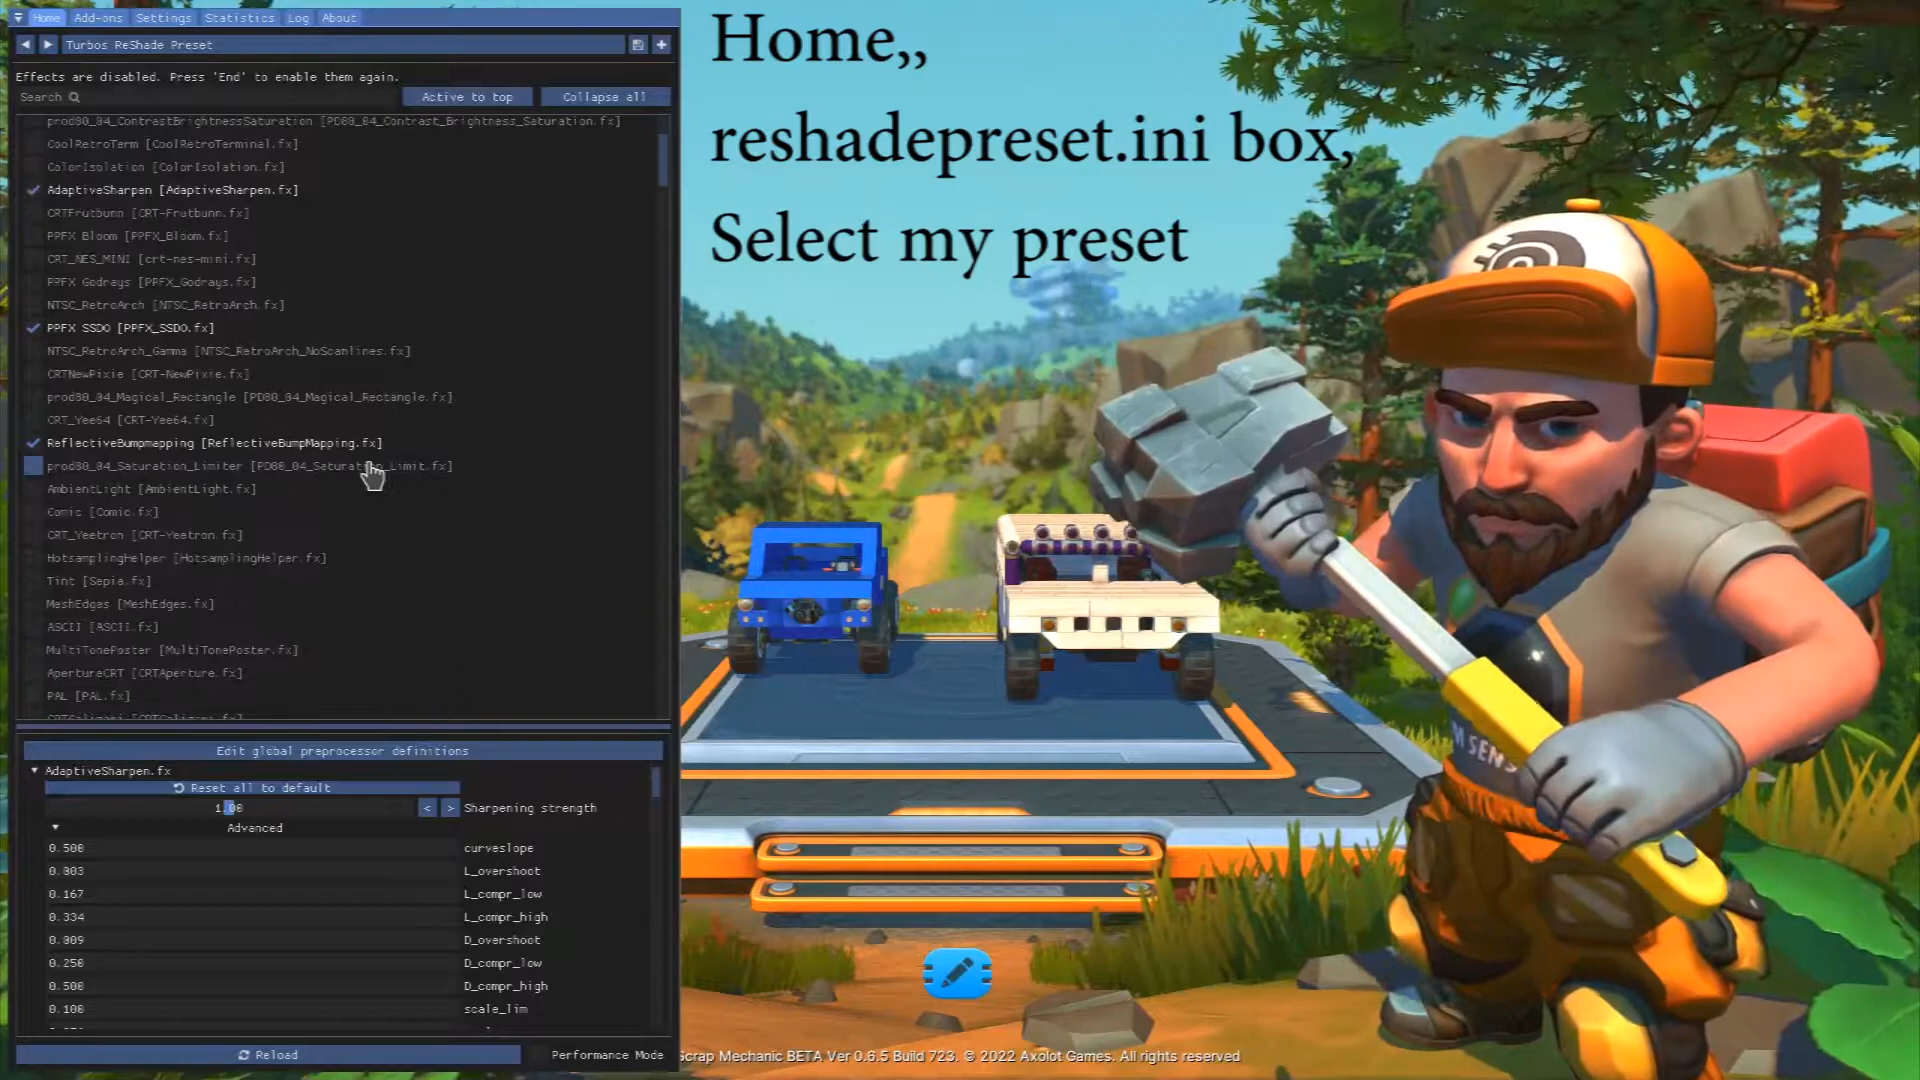 Home Add-ons Settings Statistics Log About
Turbos ReShade Preset
Effects are disabled. Press 'End' to enable them again.
Search Active to top Collapse all
prod80_04_ContrastBrightnessSaturation [PD80_04_Contrast_Brightness_Saturation.fx]
CoolRetroTerm [CoolRetroTerminal.fx]
ColorIsolation [ColorIsolation.fx]
AdaptiveSharpen [AdaptiveSharpen.fx]
CRTFrutbunn [CRT-Frutbunn.fx]
PPFX Bloom [PPFX_Bloom.fx]
CRT_NES_MINI [crt-nes-mini.fx]
PPFX Godrays [PPFX_Godrays.fx]
NTSC_RetroArch [NTSC_RetroArch.fx]
PPFX SSDO [PPFX_SSDO.fx]
NTSC_RetroArch_Gamma [NTSC_RetroArch_NoScanlines.fx]
CRTNewPixie [CRT-NewPixie.fx]
prod80_04_Magical_Rectangle [PD80_04_Magical_Rectangle.fx]
CRT_Yee64 [CRT-Yee64.fx]
ReflectiveBumpmapping [ReflectiveBumpMapping.fx]
prod80_04_Saturation_Limiter [PD80_04_Saturation_Limit.fx]
AmbientLight [AmbientLight.fx]
Comic [Comic.fx]
CRT_Yeetron [CRT-Yeetron.fx]
HotsamplingHelper [HotsamplingHelper.fx]
Tint [Sepia.fx]
MeshEdges [MeshEdges.fx]
ASCII [ASCII.fx]
MultiTonePoster [MultiTonePoster.fx]
ApertureCRT [CRTAperture.fx]
PAL [PAL.fx]
Edit global preprocessor definitions
AdaptiveSharpen.fx
Reset all to default
1.00 < > Sharpening strength
Advanced
0.500 curveslope
0.003 L_overshoot
0.167 L_compr_low
0.334 L_compr_high
0.009 D_overshoot
0.250 D_compr_low
0.500 D_compr_high
0.100 scale_lim
Reload Performance Mode
Home,,
reshadepreset.ini box,
Select my preset
M SENS
Scrap Mechanic BETA Ver 0.6.5 Build 723. © 2022 Axolot Games. All rights reserved